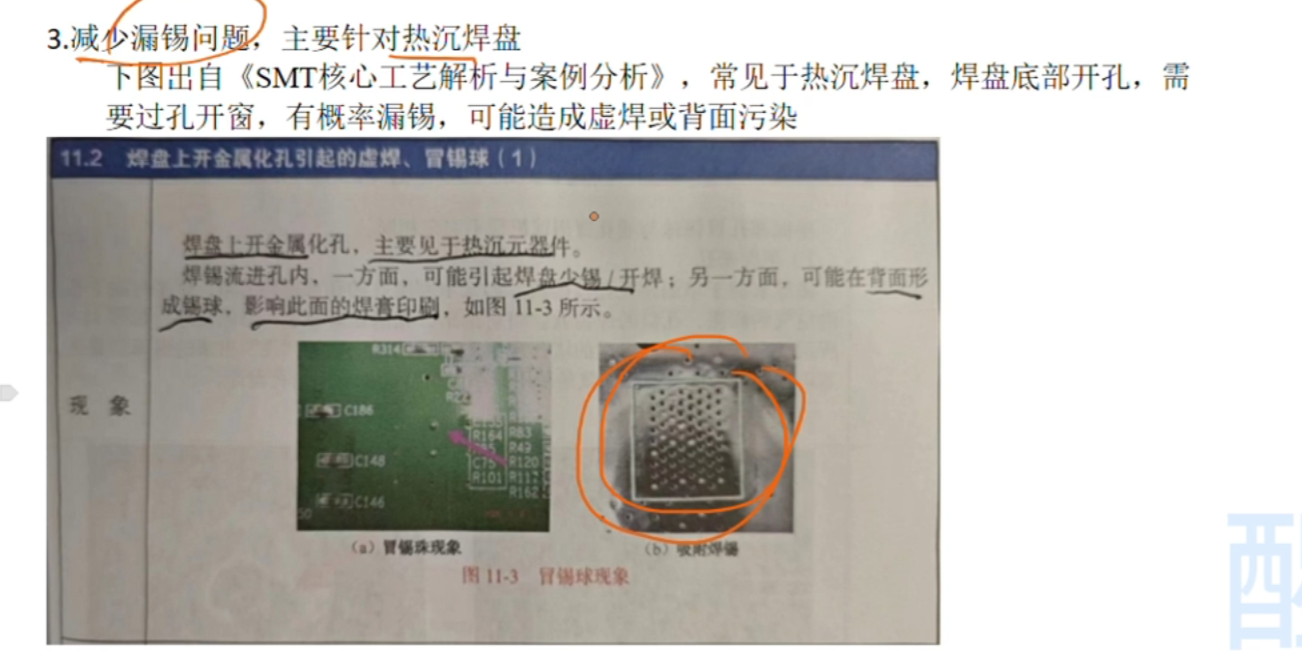 3.减少漏锡问题，主要针对热沉焊盘
下图出自《SMT核心工艺解析与案例分析》，常见于热沉焊盘，焊盘底部开孔，需
要过孔开窗，有概率漏锡，可能造成虚焊或背面污染
11.2 焊盘上开金属化孔引起的虚焊、冒锡球（1）
焊盘上开金属化孔，主要见于热沉元器件。
焊锡流进孔内，一方面，可能引起焊盘少锡/开焊；另一方面，可能在背面形
成锡球，影响此面的焊膏印刷，如图 11-3 所示。
现 象
R314
C186
C148
C146
R164 R83
R49
C75 R120
R101 R117
R162
（a）冒锡珠现象
（b）吸附焊锡
图 11-3 冒锡球现象